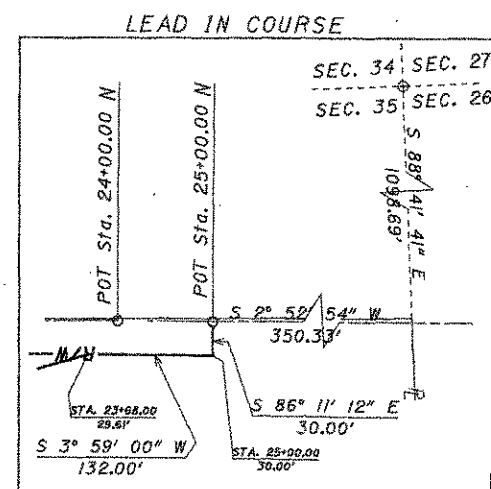 LEAD IN COURSE
SEC. 34
SEC. 27
SEC. 35
SEC. 26
POT Sta. 24+00.00 N
POT Sta. 25+00.00 N
S 88° 41' 41" E
1098.69'
S 2° 52' 54" W
350.33'
R/W
PL
STA. 23+68.00
29.61'
S 86° 11' 12" E
30.00'
S 3° 59' 00" W
132.00'
STA. 25+00.00
30.00'